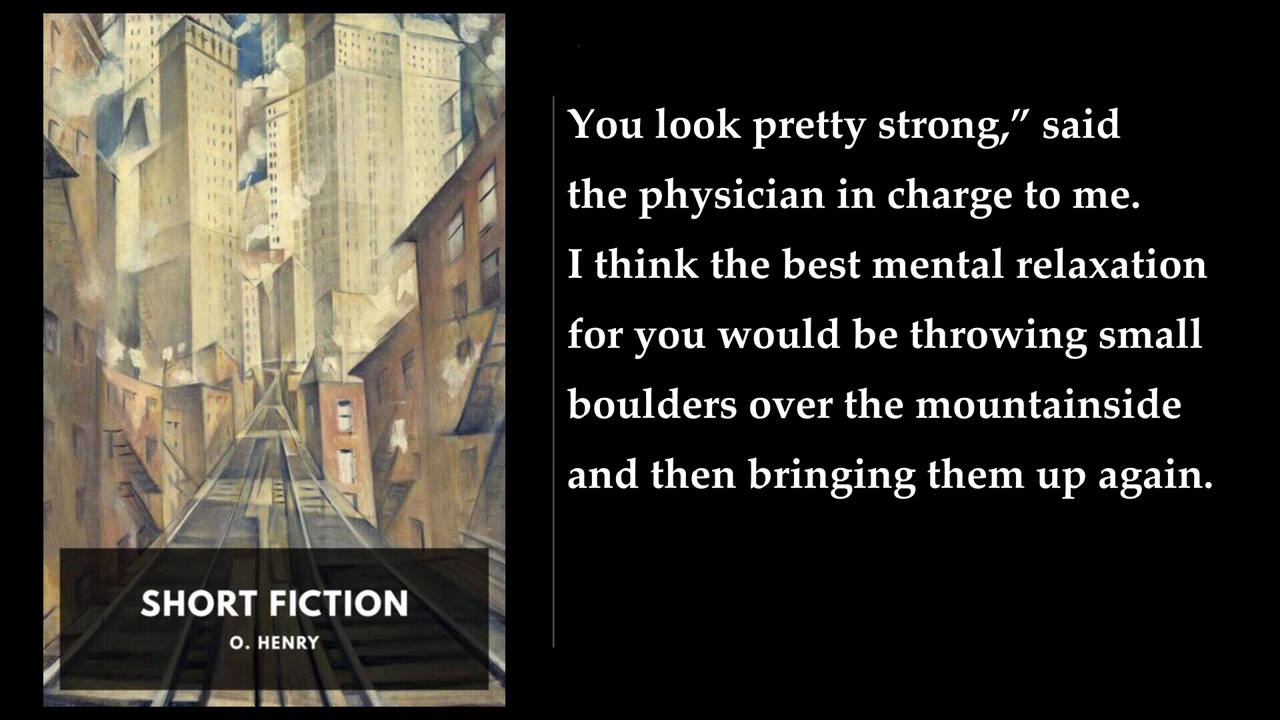 SHORT FICTION
O. HENRY
You look pretty strong,” said
the physician in charge to me.
I think the best mental relaxation
for you would be throwing small
boulders over the mountainside
and then bringing them up again.